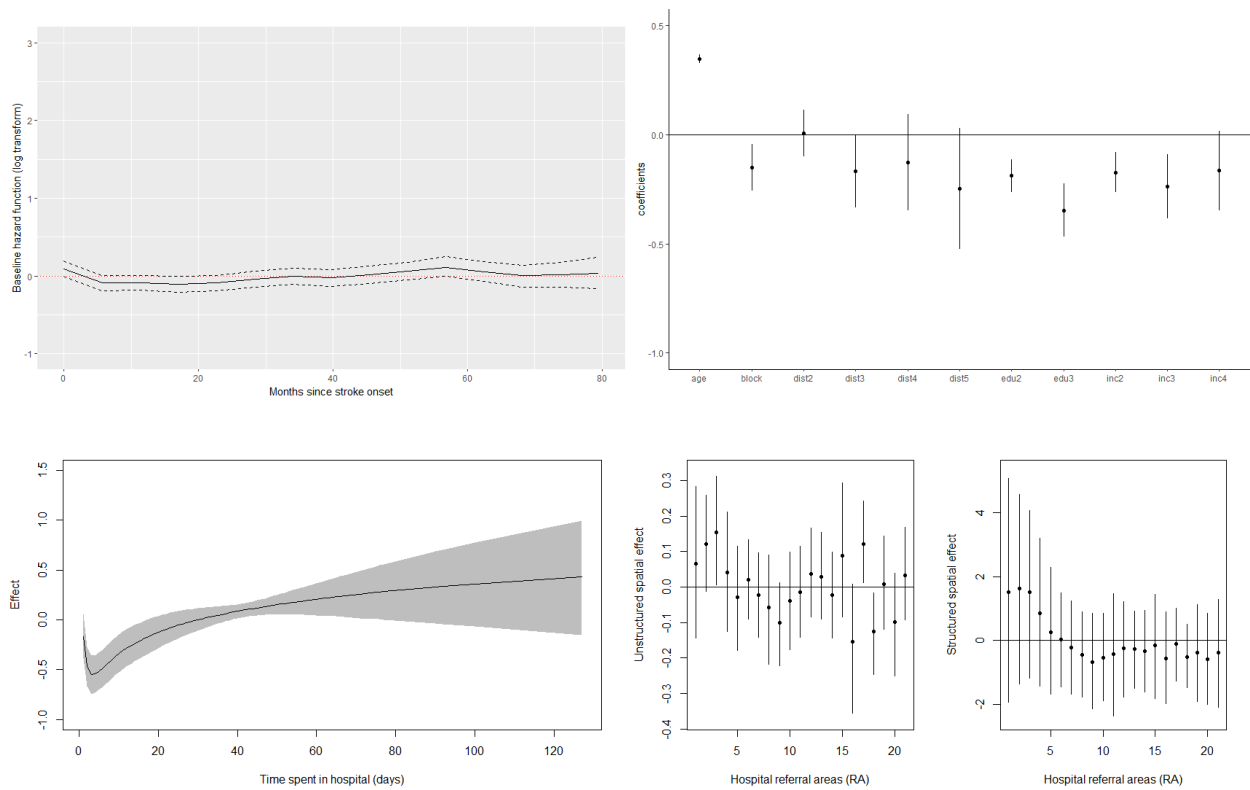 Baseline hazard function (log transform)
3
2
1
0
-1
0
20
40
60
80
Months since stroke onset
coefficients
0.5
0.0
-0.5
-1.0
age
block
dist2
dist3
dist4
dist5
edu2
edu3
inc2
inc3
inc4
Effect
1.5
1.0
0.5
0.0
-0.5
-1.0
0
20
40
60
80
100
120
Time spent in hospital (days)
Unstructured spatial effect
0.3
0.2
0.1
0.0
-0.1
-0.2
-0.3
-0.4
5
10
15
20
Hospital referral areas (RA)
Structured spatial effect
4
2
0
-2
5
10
15
20
Hospital referral areas (RA)